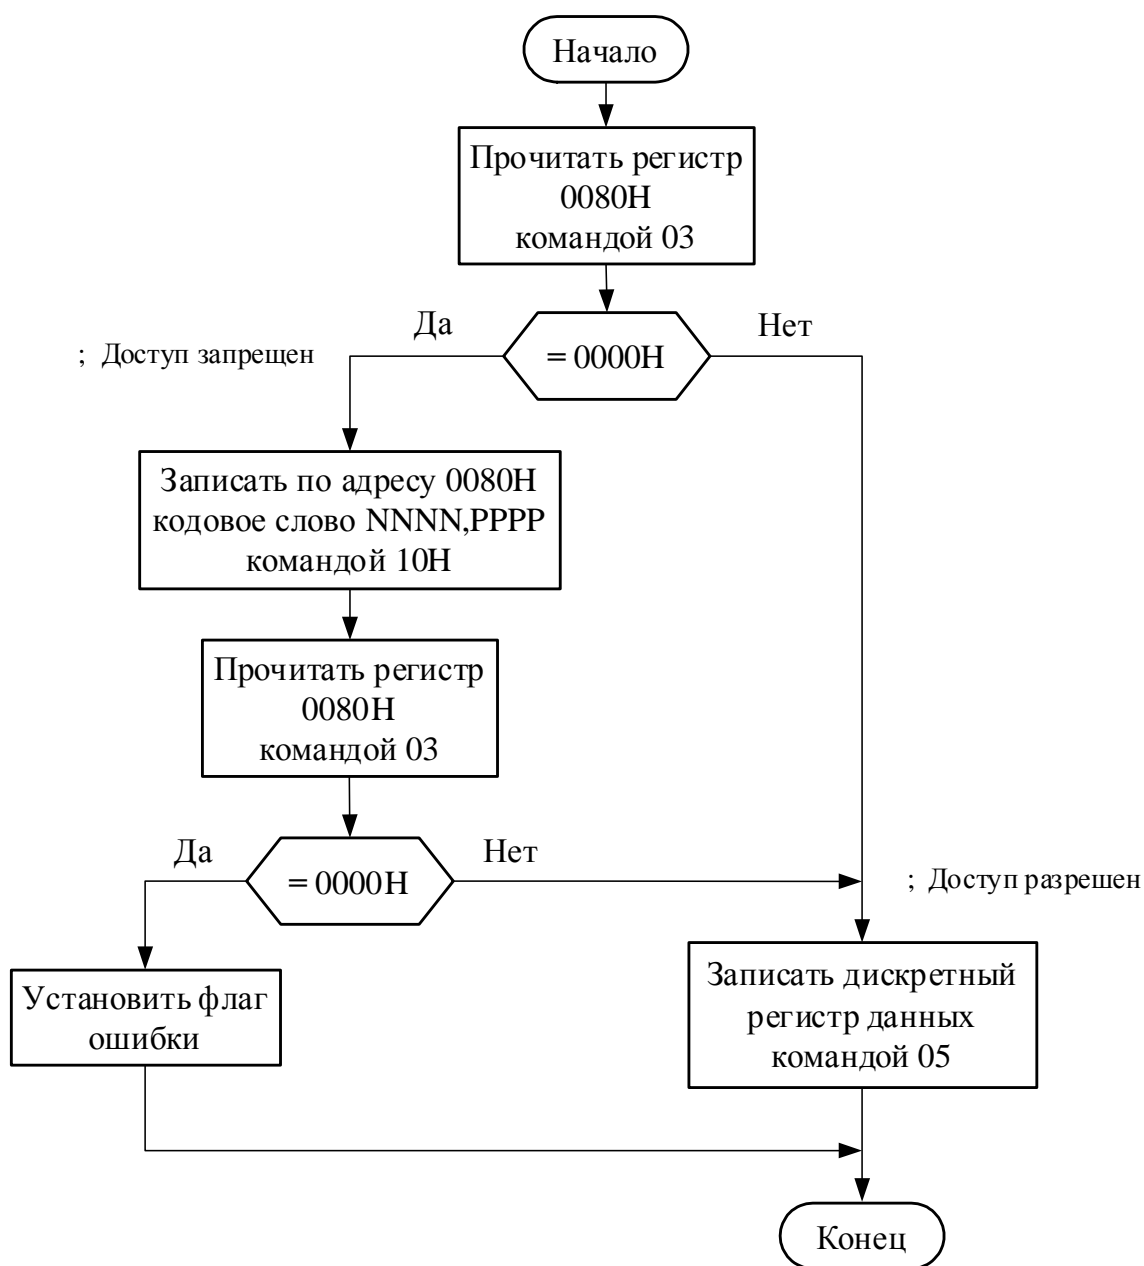 Начало
Прочитать регистр
0080H
командой 03
Да
Нет
= 0000H
; Доступ запрещен
Записать по адресу 0080H
кодовое слово NNNN,PPPP
командой 10H
Прочитать регистр
0080H
командой 03
Да
Нет
= 0000H
; Доступ разрешен
Установить флаг
ошибки
Записать дискретный
регистр данных
командой 05
Конец